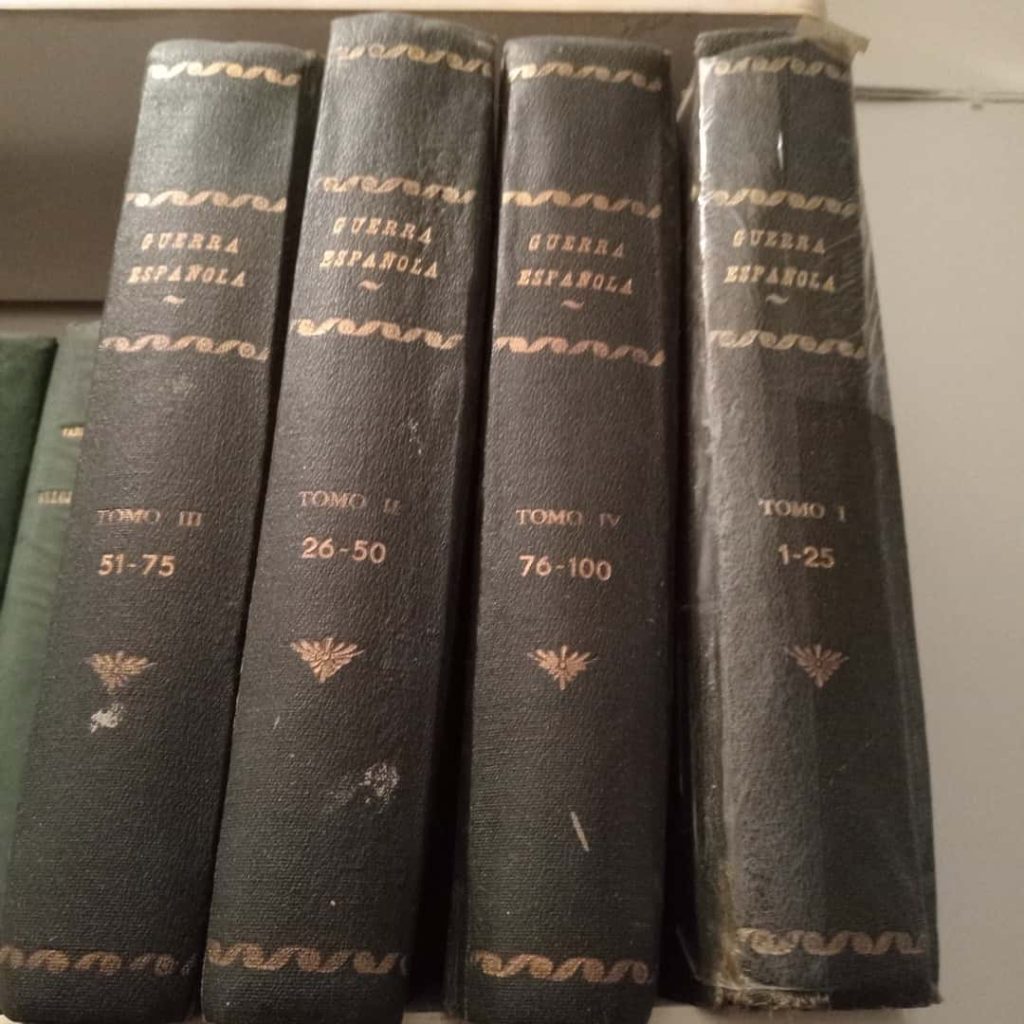 GUERRA
ESPAÑOLA
TOMO III
51-75
GUERRA
ESPAÑOLA
TOMO II
26-50
GUERRA
ESPAÑOLA
TOMO IV
76-100
GUERRA
ESPAÑOLA
TOMO I
1-25